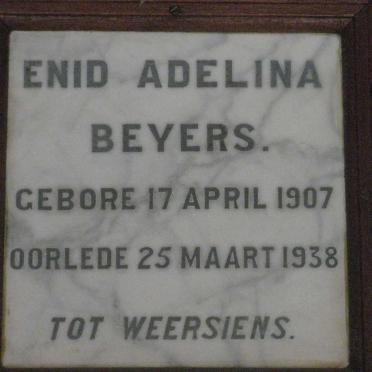 ENID ADELINA
BEYERS.
GEBORE 17 APRIL 1907
OORLEDE 25 MAART 1938
TOT WEERSIENS.